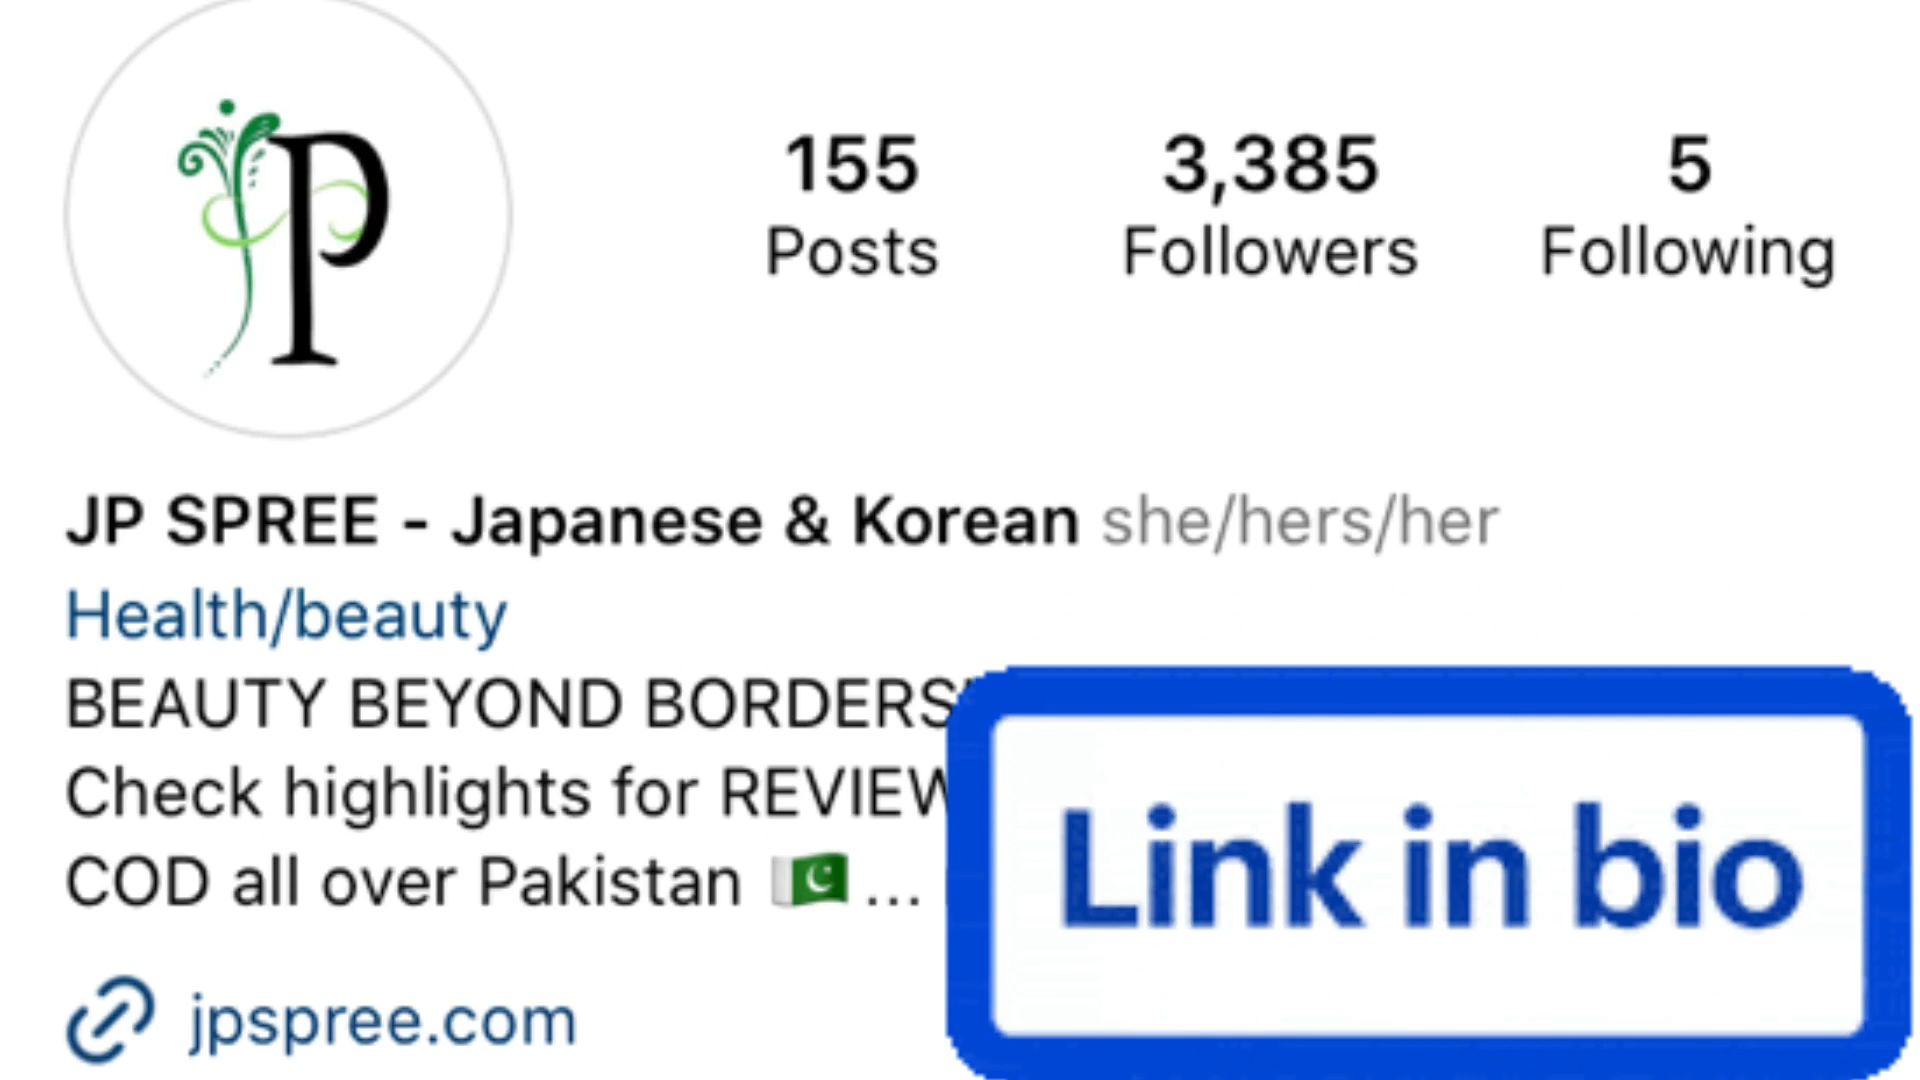 JP
155
Posts
3,385
Followers
5
Following
JP SPREE - Japanese & Korean she/hers/her
Health/beauty
BEAUTY BEYOND BORDERS
Check highlights for REVIEW
COD all over Pakistan 🇵🇰 ...
jpspree.com
Link in bio